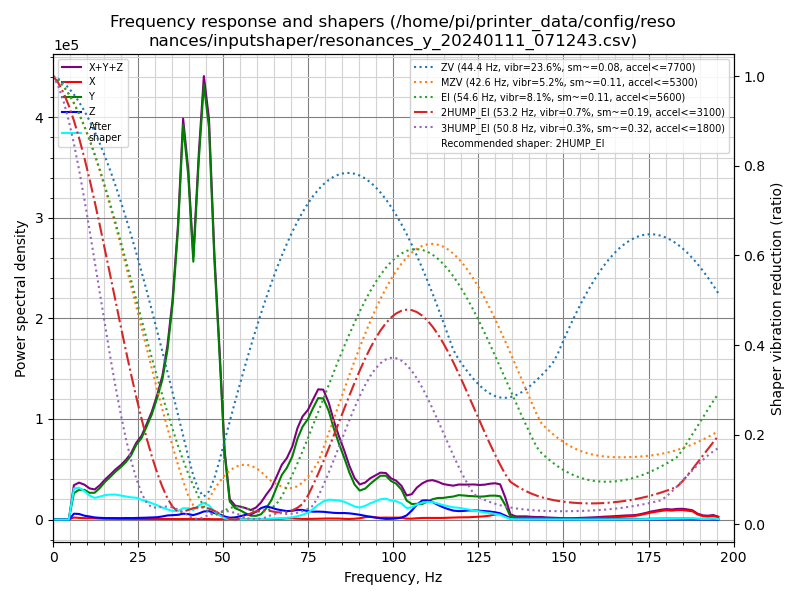 Frequency response and shapers (/home/pi/printer_data/config/reso
nances/inputshaper/resonances_y_20240111_071243.csv)
1e5
X+Y+Z
X
Y
Z
After
shaper
ZV (44.4 Hz, vibr=23.6%, sm~=0.08, accel<=7700)
MZV (42.6 Hz, vibr=5.2%, sm~=0.11, accel<=5300)
EI (54.6 Hz, vibr=8.1%, sm~=0.11, accel<=5600)
2HUMP_EI (53.2 Hz, vibr=0.7%, sm~=0.19, accel<=3100)
3HUMP_EI (50.8 Hz, vibr=0.3%, sm~=0.32, accel<=1800)
Recommended shaper: 2HUMP_EI
Power spectral density
4
3
2
1
0
1.0
0.8
0.6
0.4
0.2
0.0
Shaper vibration reduction (ratio)
0 25 50 75 100 125 150 175 200
Frequency, Hz